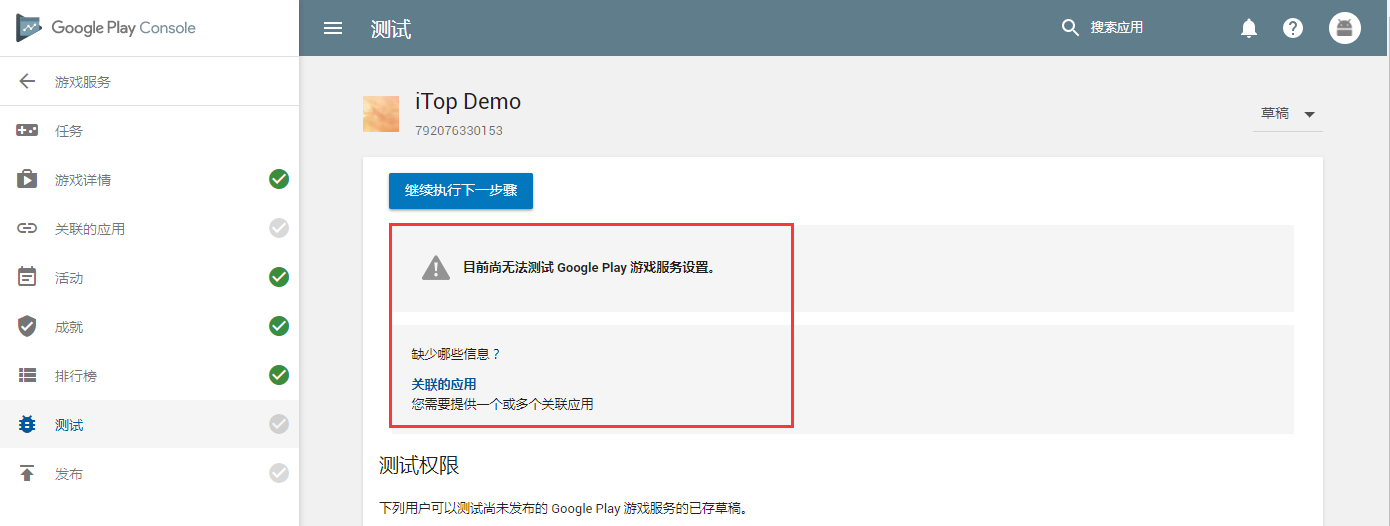 Google Play Console
测试
搜索应用
游戏服务
任务
游戏详情
关联的应用
活动
成就
排行榜
测试
发布
iTop Demo
792076330153
草稿
继续执行下一步骤
目前尚无法测试 Google Play 游戏服务设置。
缺少哪些信息？
关联的应用
您需要提供一个或多个关联应用
测试权限
下列用户可以测试尚未发布的 Google Play 游戏服务的已存草稿。